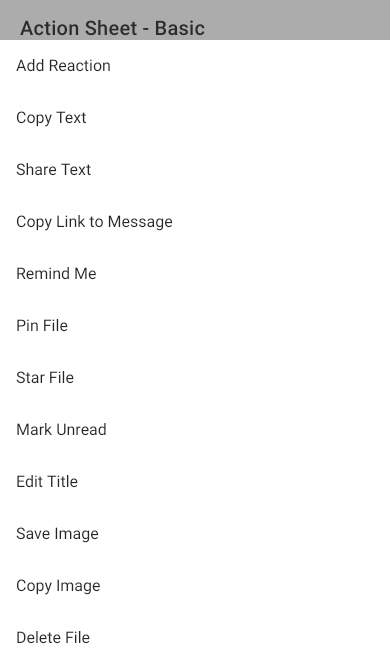 Action Sheet - Basic
Add Reaction
Copy Text
Share Text
Copy Link to Message
Remind Me
Pin File
Star File
Mark Unread
Edit Title
Save Image
Copy Image
Delete File